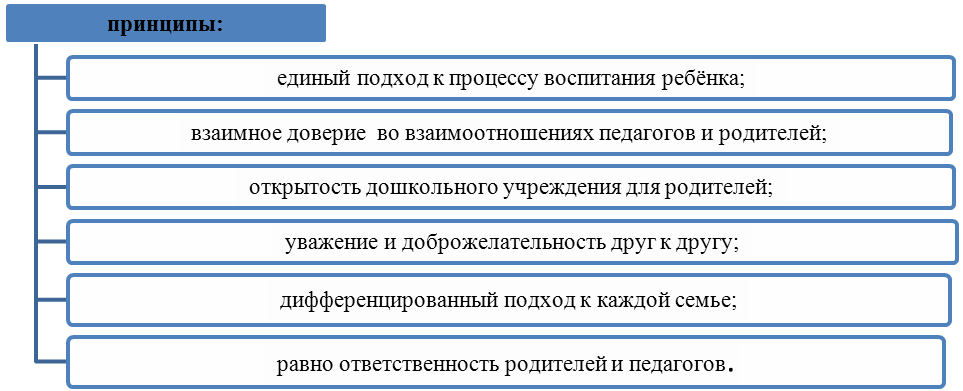 принципы:
единый подход к процессу воспитания ребёнка;
взаимное доверие во взаимоотношениях педагогов и родителей;
открытость дошкольного учреждения для родителей;
уважение и доброжелательность друг к другу;
дифференцированный подход к каждой семье;
равно ответственность родителей и педагогов.